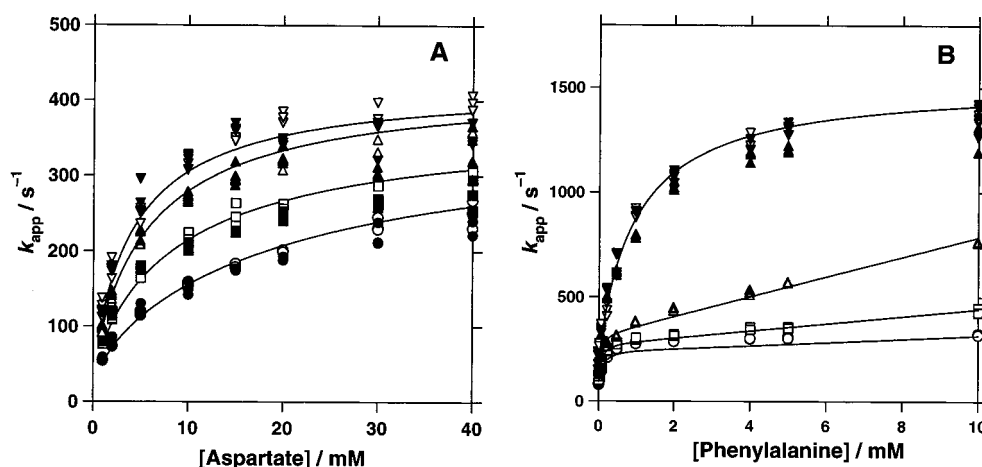 A
500
400
300
200
100
0
k_app / s⁻¹
0 10 20 30 40
[Aspartate] / mM
B
1500
1000
500
0
k_app / s⁻¹
0 2 4 6 8 10
[Phenylalanine] / mM